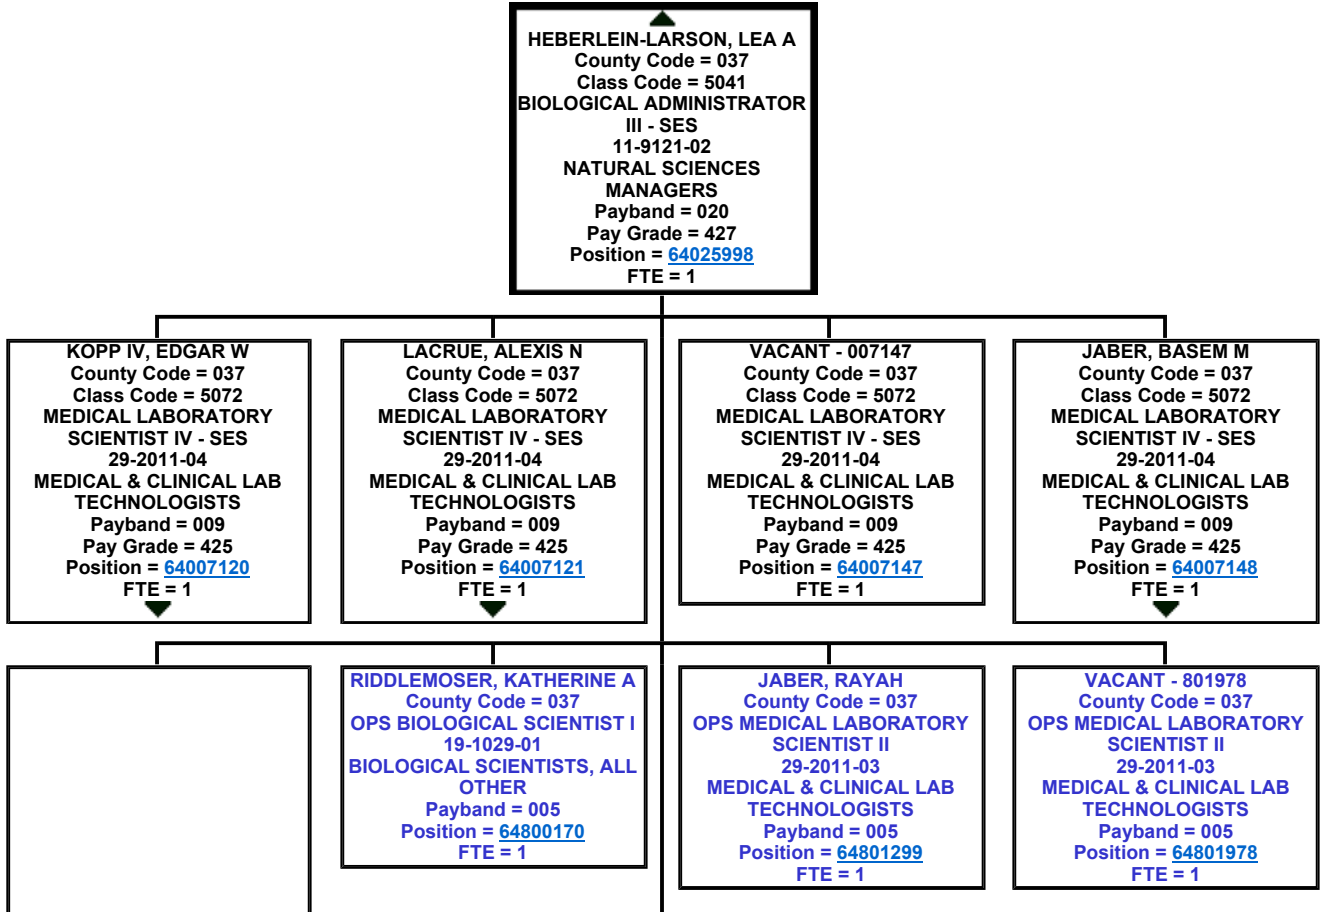 HEBERLEIN-LARSON, LEA A
County Code = 037
Class Code = 5041
BIOLOGICAL ADMINISTRATOR
III - SES
11-9121-02
NATURAL SCIENCES
MANAGERS
Payband = 020
Pay Grade = 427
Position = 64025998
FTE = 1
KOPP IV, EDGAR W
County Code = 037
Class Code = 5072
MEDICAL LABORATORY
SCIENTIST IV - SES
29-2011-04
MEDICAL & CLINICAL LAB
TECHNOLOGISTS
Payband = 009
Pay Grade = 425
Position = 64007120
FTE = 1
LACRUE, ALEXIS N
County Code = 037
Class Code = 5072
MEDICAL LABORATORY
SCIENTIST IV - SES
29-2011-04
MEDICAL & CLINICAL LAB
TECHNOLOGISTS
Payband = 009
Pay Grade = 425
Position = 64007121
FTE = 1
VACANT - 007147
County Code = 037
Class Code = 5072
MEDICAL LABORATORY
SCIENTIST IV - SES
29-2011-04
MEDICAL & CLINICAL LAB
TECHNOLOGISTS
Payband = 009
Pay Grade = 425
Position = 64007147
FTE = 1
JABER, BASEM M
County Code = 037
Class Code = 5072
MEDICAL LABORATORY
SCIENTIST IV - SES
29-2011-04
MEDICAL & CLINICAL LAB
TECHNOLOGISTS
Payband = 009
Pay Grade = 425
Position = 64007148
FTE = 1
RIDDLEMOSER, KATHERINE A
County Code = 037
OPS BIOLOGICAL SCIENTIST I
19-1029-01
BIOLOGICAL SCIENTISTS, ALL
OTHER
Payband = 005
Position = 64800170
FTE = 1
JABER, RAYAH
County Code = 037
OPS MEDICAL LABORATORY
SCIENTIST II
29-2011-03
MEDICAL & CLINICAL LAB
TECHNOLOGISTS
Payband = 005
Position = 64801299
FTE = 1
VACANT - 801978
County Code = 037
OPS MEDICAL LABORATORY
SCIENTIST II
29-2011-03
MEDICAL & CLINICAL LAB
TECHNOLOGISTS
Payband = 005
Position = 64801978
FTE = 1